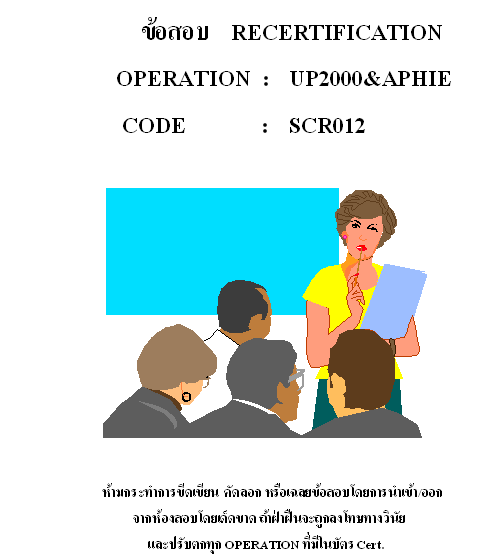 ข้อสอบ RECERTIFICATION
OPERATION : UP2000&APHIE
CODE : SCR012
ห้ามกระทำการขีดเขียน คัดลอก หรือเฉลยข้อสอบโดยการนำเข้า/ออก
จากห้องสอบโดยเด็ดขาด ถ้าฝ่าฝืนจะถูกลงโทษทางวินัย
และปรับตกทุก OPERATION ที่มีในบัตร Cert.